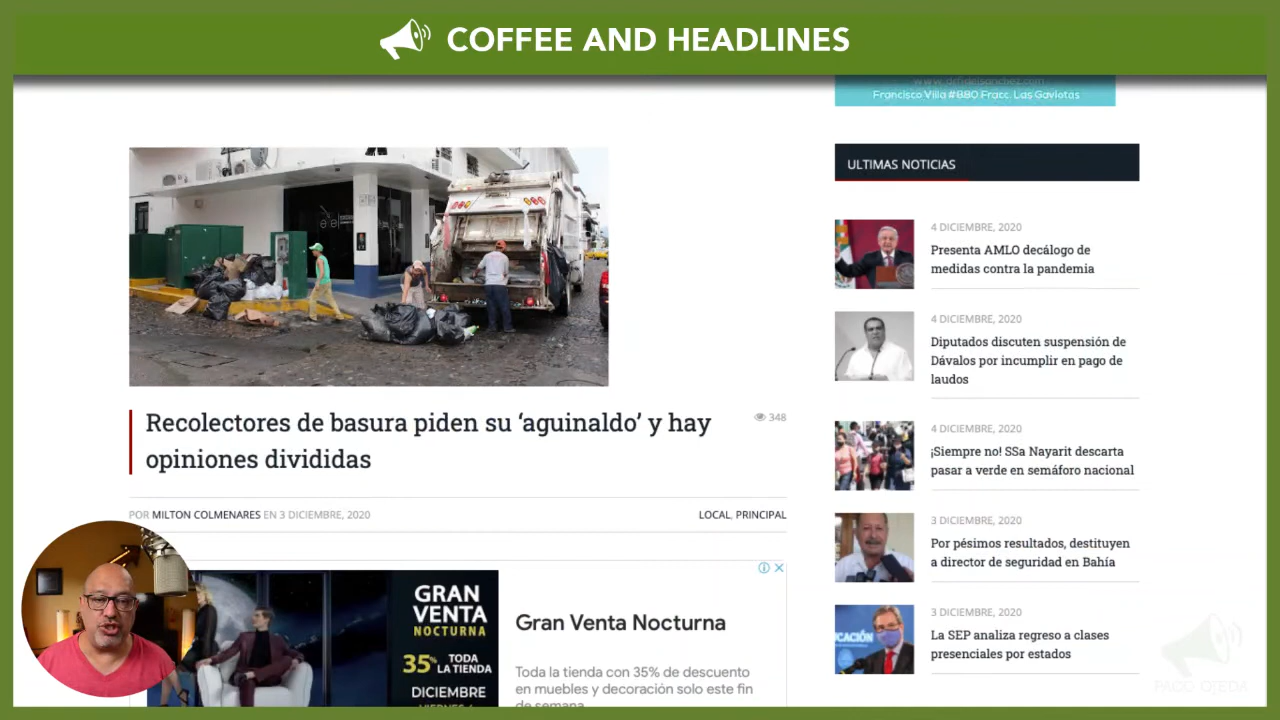 COFFEE AND HEADLINES
www.drfidelsanchez.com
Francisco Villa #880 Fracc. Las Gaviotas
ULTIMAS NOTICIAS
4 DICIEMBRE, 2020
Presenta AMLO decálogo de
medidas contra la pandemia
4 DICIEMBRE, 2020
Diputados discuten suspensión de
Dávalos por incumplir en pago de
laudos
4 DICIEMBRE, 2020
¡Siempre no! SSa Nayarit descarta
pasar a verde en semáforo nacional
3 DICIEMBRE, 2020
Por pésimos resultados, destituyen
a director de seguridad en Bahía
3 DICIEMBRE, 2020
La SEP analiza regreso a clases
presenciales por estados
Recolectores de basura piden su ‘aguinaldo’ y hay
opiniones divididas
348
POR MILTON COLMENARES EN 3 DICIEMBRE, 2020
LOCAL, PRINCIPAL
GRAN
VENTA
NOCTURNA
35% TODA
LA TIENDA
DICIEMBRE
Gran Venta Nocturna
Toda la tienda con 35% de descuento
en muebles y decoración solo este fin
de semana
PACO OJEDA